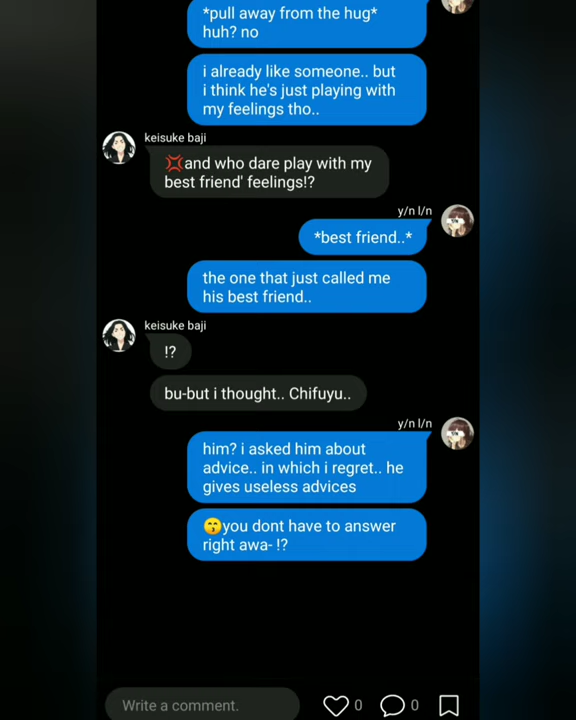 *pull away from the hug*
huh? no
i already like someone.. but
i think he's just playing with
my feelings tho..
keisuke baji
💢and who dare play with my
best friend' feelings!?
y/n l/n
*best friend..*
the one that just called me
his best friend..
keisuke baji
!?
bu-but i thought.. Chifuyu..
y/n l/n
him? i asked him about
advice.. in which i regret.. he
gives useless advices
😙you dont have to answer
right awa- !?
Write a comment.
0
0